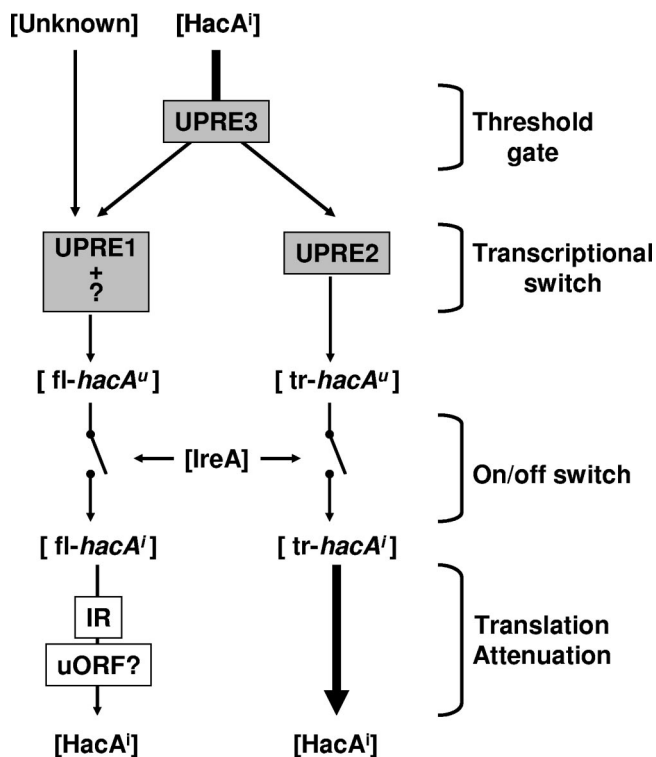 [Unknown] [HacAⁱ]
UPRE3
Threshold
gate
UPRE1
+
?
UPRE2
Transcriptional
switch
[ fl-hacAᵘ ] [ tr-hacAᵘ ]
[IreA]
On/off switch
[ fl-hacAⁱ ] [ tr-hacAⁱ ]
IR
uORF?
Translation
Attenuation
[HacAⁱ] [HacAⁱ]